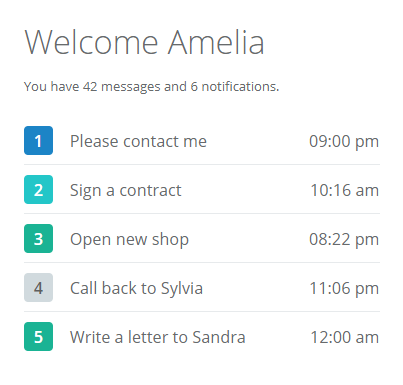 Welcome Amelia
You have 42 messages and 6 notifications.
1 Please contact me 09:00 pm
2 Sign a contract 10:16 am
3 Open new shop 08:22 pm
4 Call back to Sylvia 11:06 pm
5 Write a letter to Sandra 12:00 am